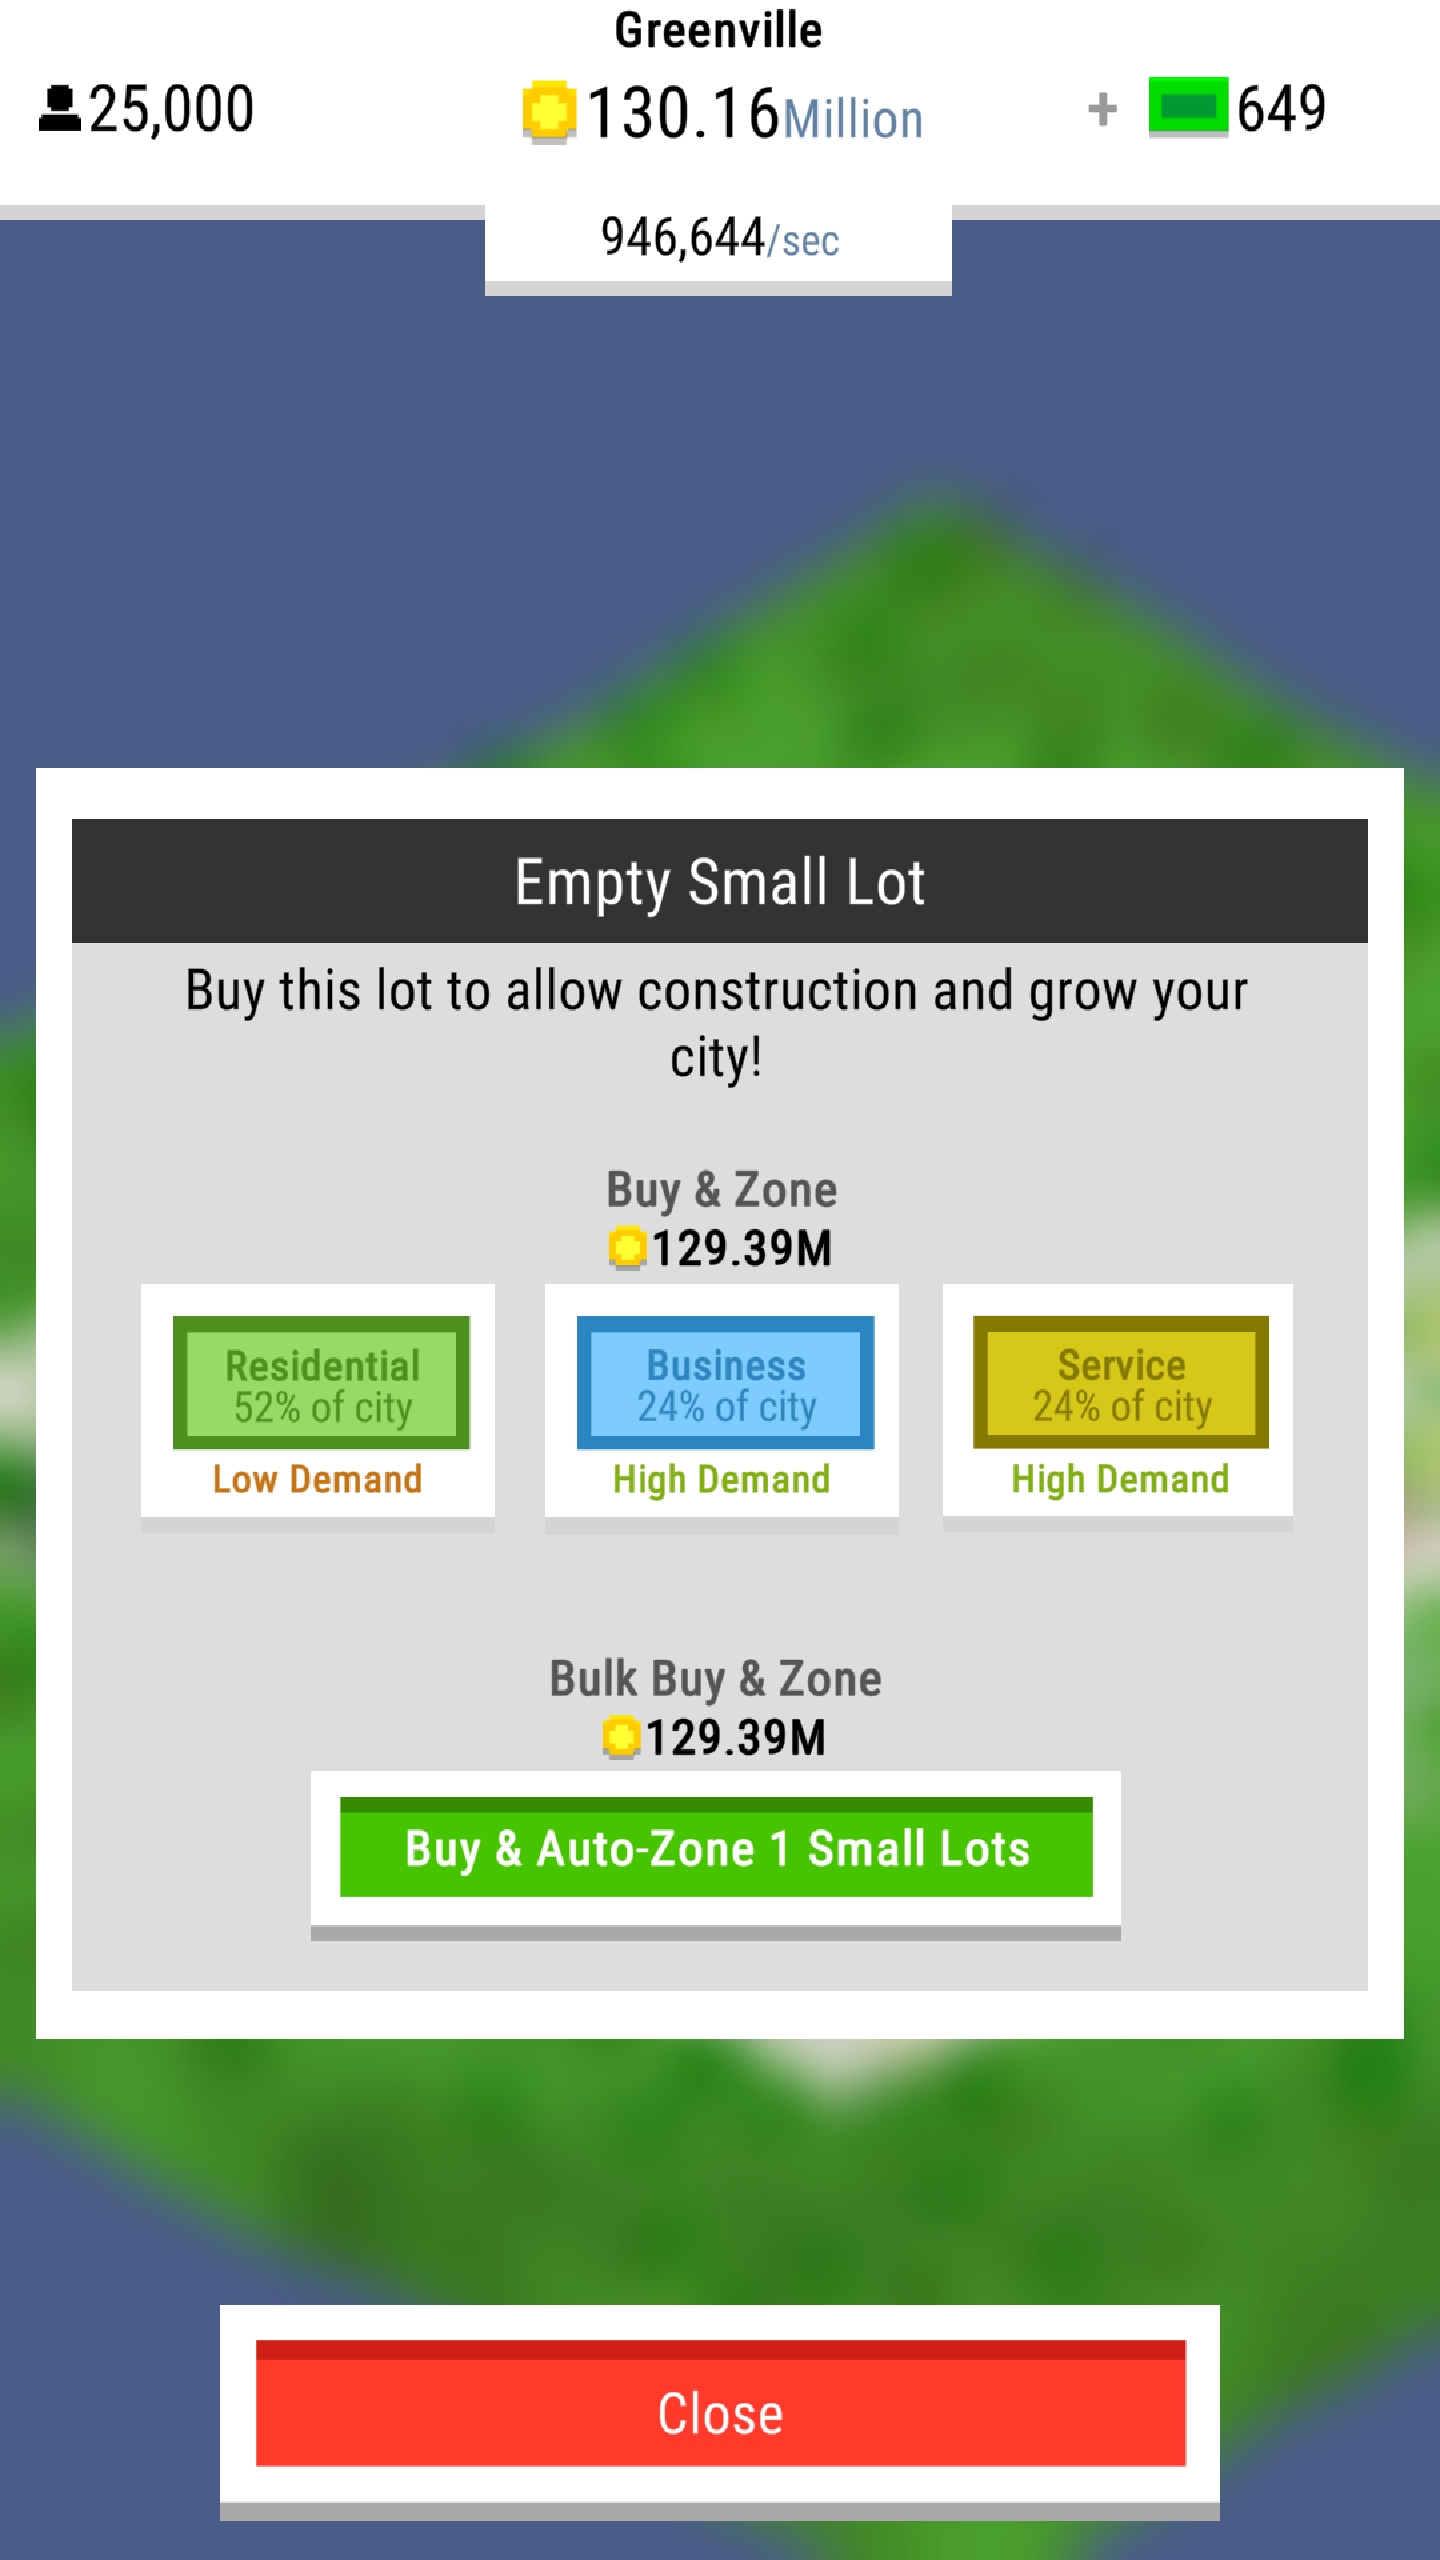 Greenville
25,000
130.16Million
+ 649
946,644/sec
Empty Small Lot
Buy this lot to allow construction and grow your
city!
Buy & Zone
129.39M
Residential
52% of city
Low Demand
Business
24% of city
High Demand
Service
24% of city
High Demand
Bulk Buy & Zone
129.39M
Buy & Auto-Zone 1 Small Lots
Close